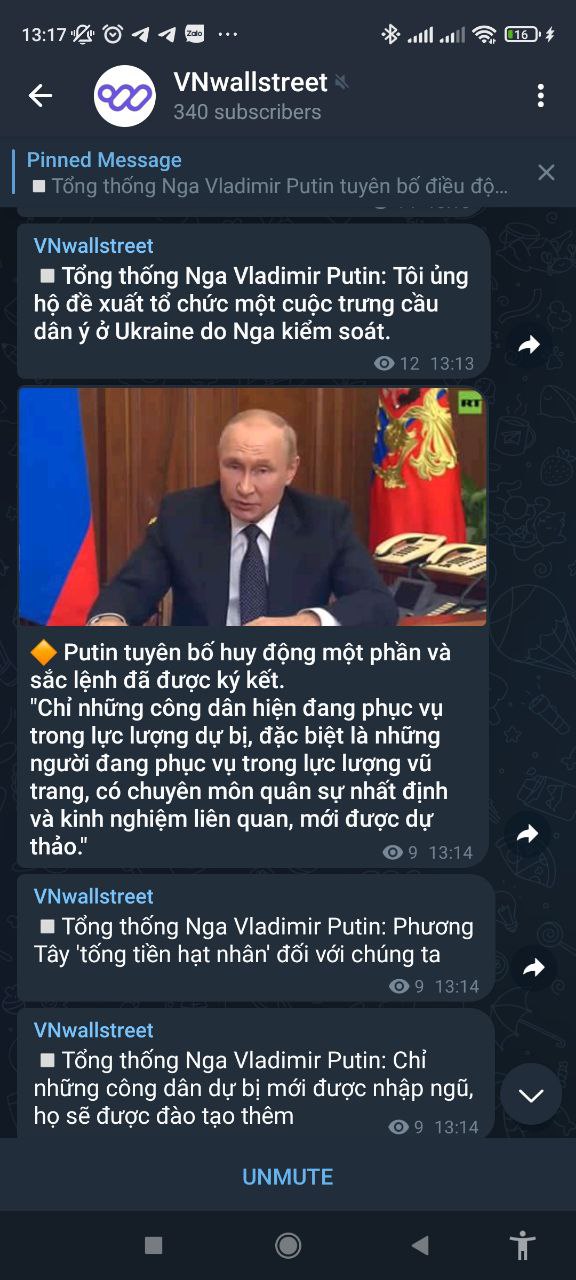 13:17
Zalo
16
VNwallstreet
340 subscribers
Pinned Message
Tổng thống Nga Vladimir Putin tuyên bố điều độ...
VNwallstreet
Tổng thống Nga Vladimir Putin: Tôi ủng
hộ đề xuất tổ chức một cuộc trưng cầu
dân ý ở Ukraine do Nga kiểm soát.
12 13:13
RT
🔶 Putin tuyên bố huy động một phần và
sắc lệnh đã được ký kết.
"Chỉ những công dân hiện đang phục vụ
trong lực lượng dự bị, đặc biệt là những
người đang phục vụ trong lực lượng vũ
trang, có chuyên môn quân sự nhất định
và kinh nghiệm liên quan, mới được dự
thảo."
9 13:14
VNwallstreet
Tổng thống Nga Vladimir Putin: Phương
Tây 'tống tiền hạt nhân' đối với chúng ta
9 13:14
VNwallstreet
Tổng thống Nga Vladimir Putin: Chỉ
những công dân dự bị mới được nhập ngũ,
họ sẽ được đào tạo thêm
9 13:14
UNMUTE